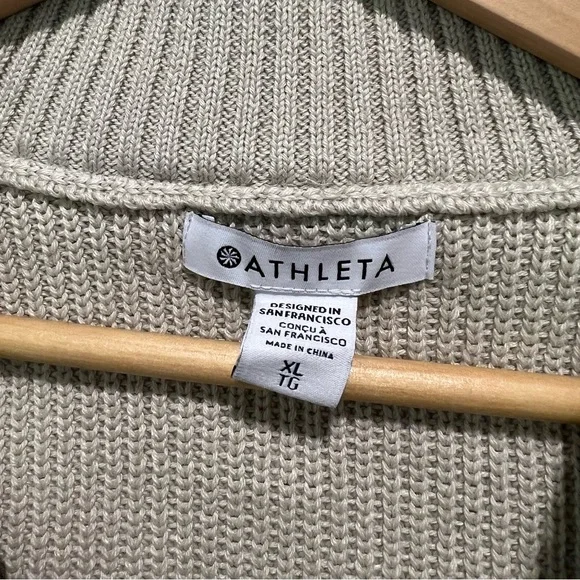 ATHLETA
DESIGNED IN
SAN FRANCISCO
CONÇU À
SAN FRANCISCO
MADE IN CHINA
XL
TG